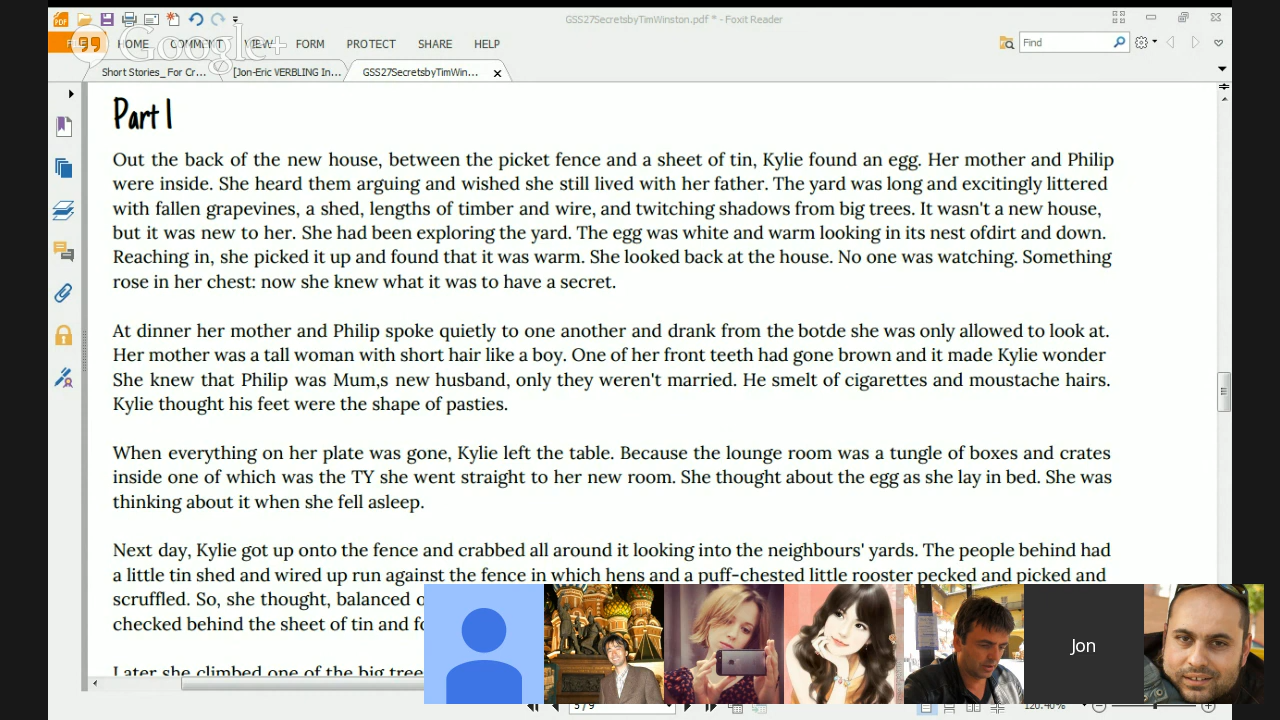 GSS27SecretsbyTimWinston.pdf * - Foxit Reader
Google+
HOME COMMENT VIEW FORM PROTECT SHARE HELP
Find
Short Stories_ For Cr... [Jon-Eric VERBLING In... GSS27SecretsbyTimWin...
Part 1
Out the back of the new house, between the picket fence and a sheet of tin, Kylie found an egg. Her mother and Philip
were inside. She heard them arguing and wished she still lived with her father. The yard was long and excitingly littered
with fallen grapevines, a shed, lengths of timber and wire, and twitching shadows from big trees. It wasn't a new house,
but it was new to her. She had been exploring the yard. The egg was white and warm looking in its nest ofdirt and down.
Reaching in, she picked it up and found that it was warm. She looked back at the house. No one was watching. Something
rose in her chest: now she knew what it was to have a secret.
At dinner her mother and Philip spoke quietly to one another and drank from the botde she was only allowed to look at.
Her mother was a tall woman with short hair like a boy. One of her front teeth had gone brown and it made Kylie wonder
She knew that Philip was Mum,s new husband, only they weren't married. He smelt of cigarettes and moustache hairs.
Kylie thought his feet were the shape of pasties.
When everything on her plate was gone, Kylie left the table. Because the lounge room was a tungle of boxes and crates
inside one of which was the TY she went straight to her new room. She thought about the egg as she lay in bed. She was
thinking about it when she fell asleep.
Next day, Kylie got up onto the fence and crabbed all around it looking into the neighbours' yards. The people behind had
a little tin shed and wired up run against the fence in which hens and a puff-chested little rooster pecked and picked and
scruffled. So, she thought, balanced
checked behind the sheet of tin and
Later she climbed one of the big
Jon
5 / 9
120.40%